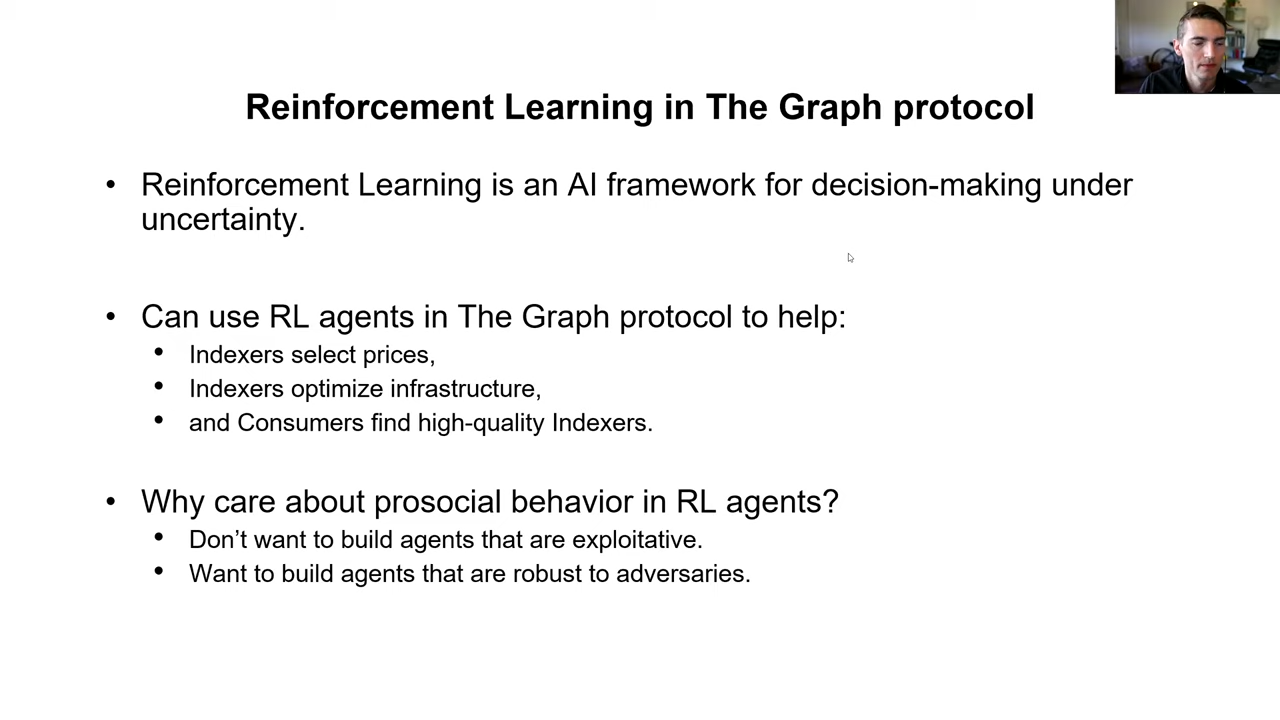 Reinforcement Learning in The Graph protocol
• Reinforcement Learning is an AI framework for decision-making under
uncertainty.
• Can use RL agents in The Graph protocol to help:
• Indexers select prices,
• Indexers optimize infrastructure,
• and Consumers find high-quality Indexers.
• Why care about prosocial behavior in RL agents?
• Don’t want to build agents that are exploitative.
• Want to build agents that are robust to adversaries.